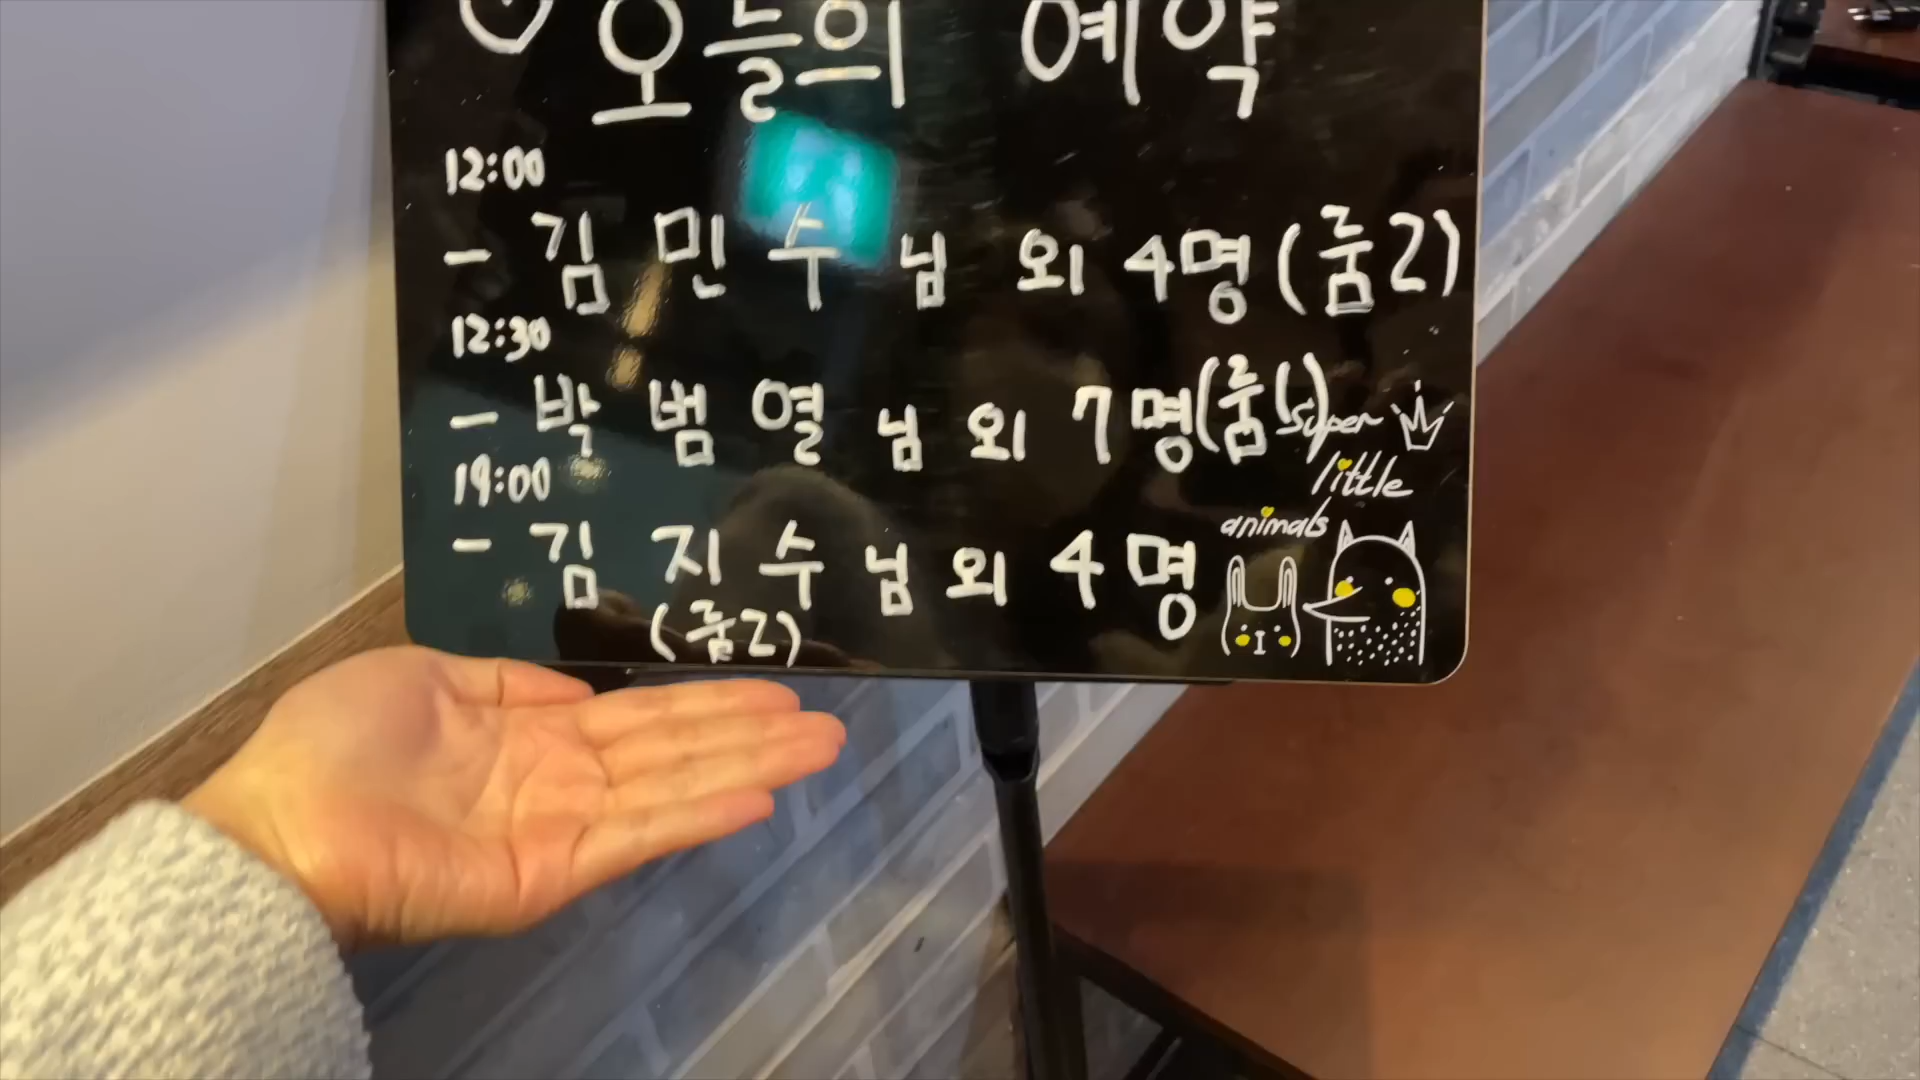 오늘의 예약
12:00
- 김민수님 외 4명 (룸2)
12:30
- 박범열님 외 7명 (룸1)
19:00
- 김지수님 외 4명
(룸2)
super
little
animals